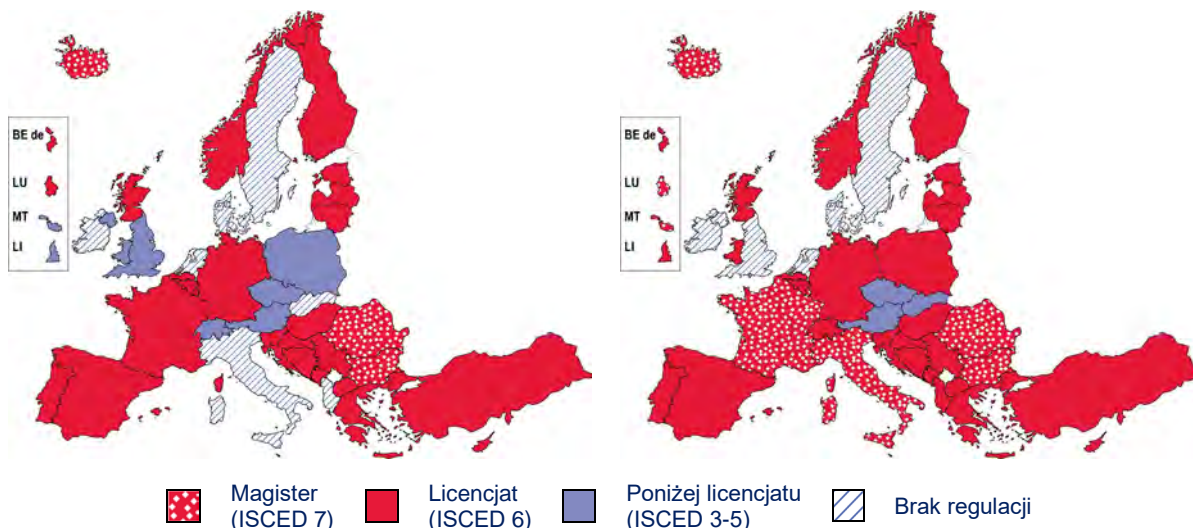 BE de
LU
MT
LI
BE de
LU
MT
LI
Magister
(ISCED 7)
Licencjat
(ISCED 6)
Poniżej licencjatu
(ISCED 3-5)
Brak regulacji